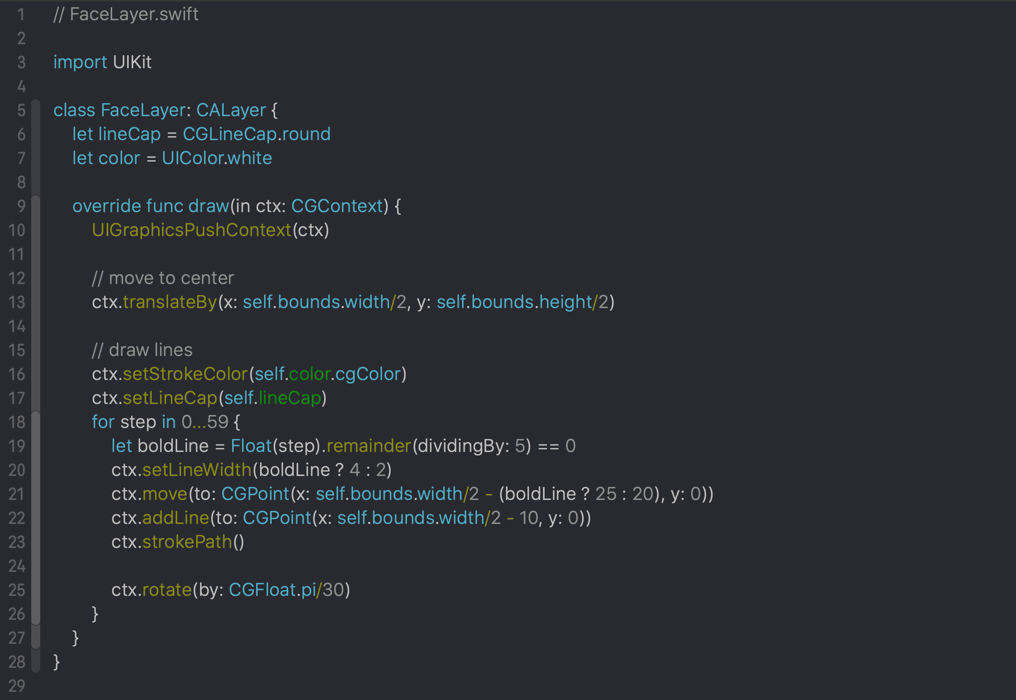 1 // FaceLayer.swift
2
3 import UIKit
4
5 class FaceLayer: CALayer {
6 let lineCap = CGLineCap.round
7 let color = UIColor.white
8
9 override func draw(in ctx: CGContext) {
10 UIGraphicsPushContext(ctx)
11
12 // move to center
13 ctx.translateBy(x: self.bounds.width/2, y: self.bounds.height/2)
14
15 // draw lines
16 ctx.setStrokeColor(self.color.cgColor)
17 ctx.setLineCap(self.lineCap)
18 for step in 0...59 {
19 let boldLine = Float(step).remainder(dividingBy: 5) == 0
20 ctx.setLineWidth(boldLine ? 4 : 2)
21 ctx.move(to: CGPoint(x: self.bounds.width/2 - (boldLine ? 25 : 20), y: 0))
22 ctx.addLine(to: CGPoint(x: self.bounds.width/2 - 10, y: 0))
23 ctx.strokePath()
24
25 ctx.rotate(by: CGFloat.pi/30)
26 }
27 }
28 }
29